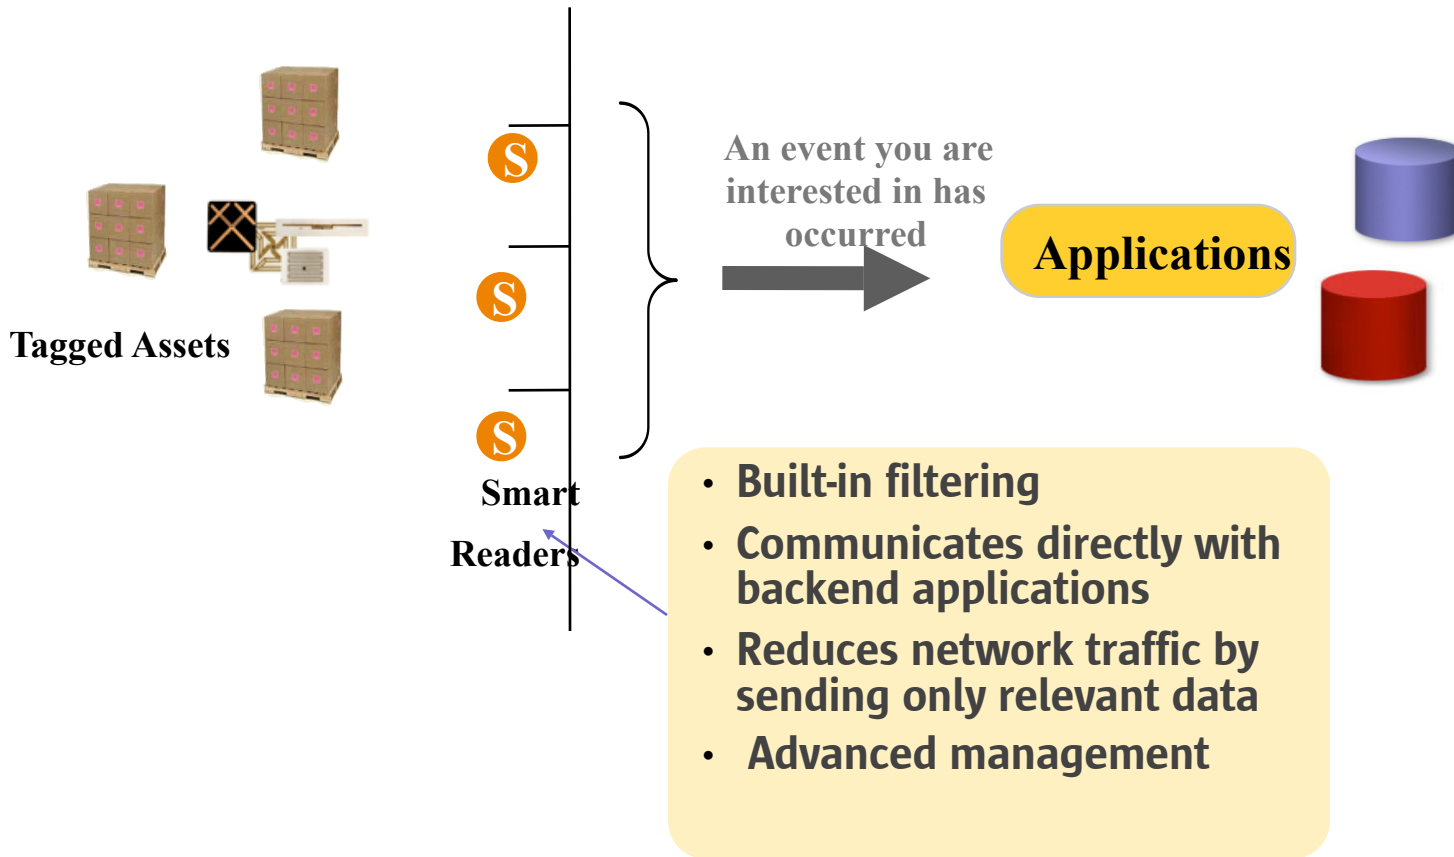 Tagged Assets
S
S
S
Smart
Readers
An event you are
interested in has
occurred
Applications
• Built-in filtering
• Communicates directly with
backend applications
• Reduces network traffic by
sending only relevant data
• Advanced management